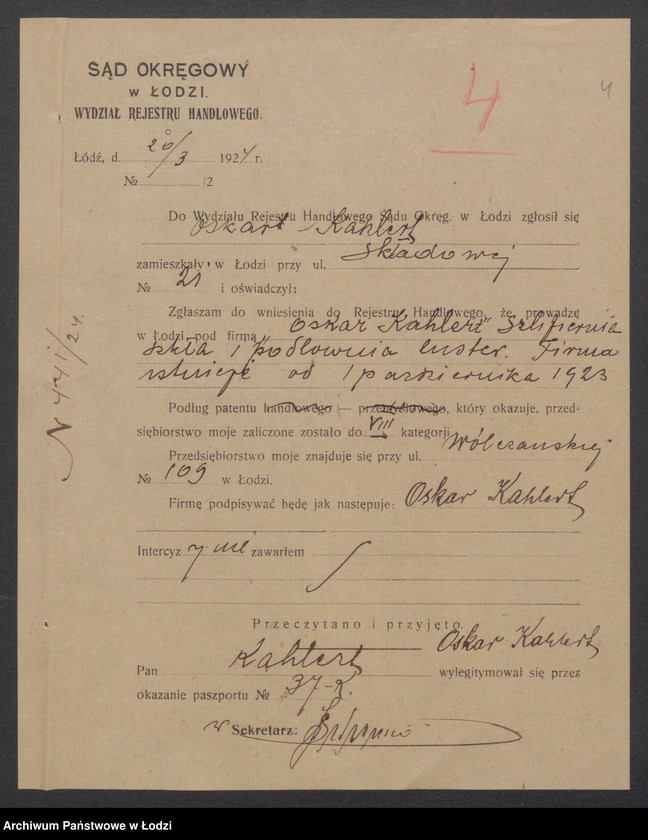 SĄD OKRĘGOWY
w ŁODZI.
WYDZIAŁ REJESTRU HANDLOWEGO.
4
4
Łódź, d. 20/3 1924 r.
№ /2
Do Wydziału Rejestru Handlowego Sądu Okręg. w Łodzi zgłosił się
Oskar Kahlert
zamieszkały w Łodzi przy ul. Składowej
№ 21 i oświadczył:
Zgłaszam do wniesienia do Rejestru Handlowego, że prowadzę
w Łodzi pod firmą „Oskar Kahlert" Szlifiernia
szkła i podlownia luster. Firma
istnieje od 1 października 1923
Podług patentu handlowego — przemysłowego, który okazuje, przed-
siębiorstwo moje zaliczone zostało do VIII kategorji
Przedsiębiorstwo moje znajduje się przy ul. Wólczańskiej
№ 109 w Łodzi.
Firmę podpisywać będę jak następuje: Oskar Kahlert
Intercyzy nie zawarłem
Przeczytano i przyjęto
Oskar Kahlert
Pan Kahlert wylegitymował się przez
okazanie paszportu № 37-R.
w Sekretarz:
N 441/24.
Archiwum Państwowe w Łodzi